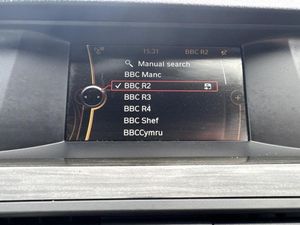 15:31 BBC R2
Manual search
BBC Manc
BBC R2
BBC R3
BBC R4
BBC Shef
BBCCymru